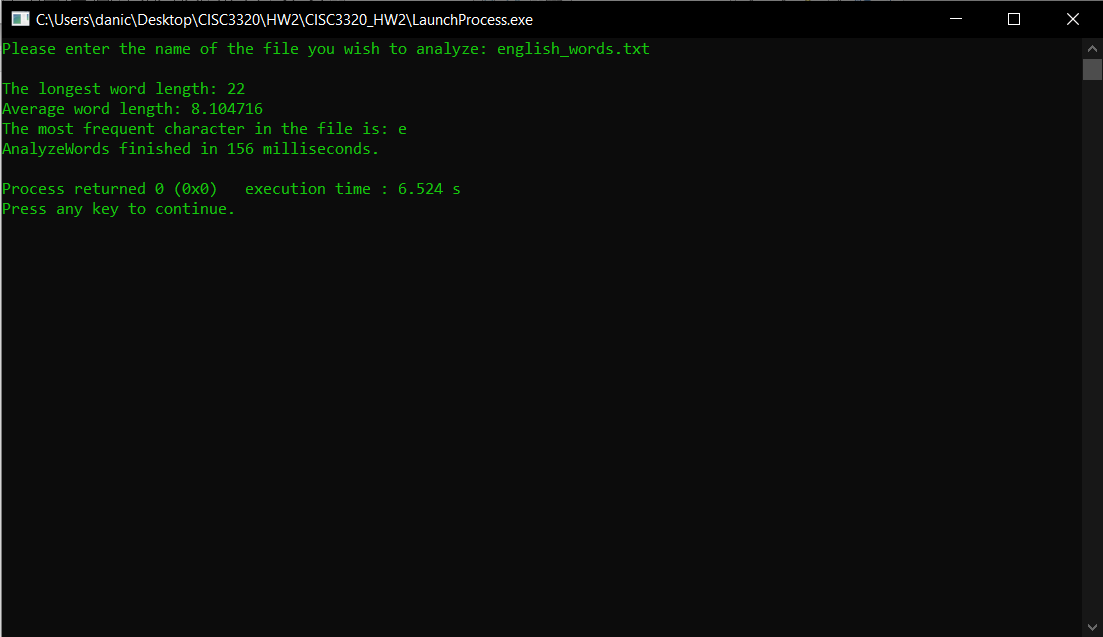 C:\Users\danic\Desktop\CISC3320\HW2\CISC3320_HW2\LaunchProcess.exe
Please enter the name of the file you wish to analyze: english_words.txt
The longest word length: 22
Average word length: 8.104716
The most frequent character in the file is: e
AnalyzeWords finished in 156 milliseconds.
Process returned 0 (0x0)   execution time : 6.524 s
Press any key to continue.